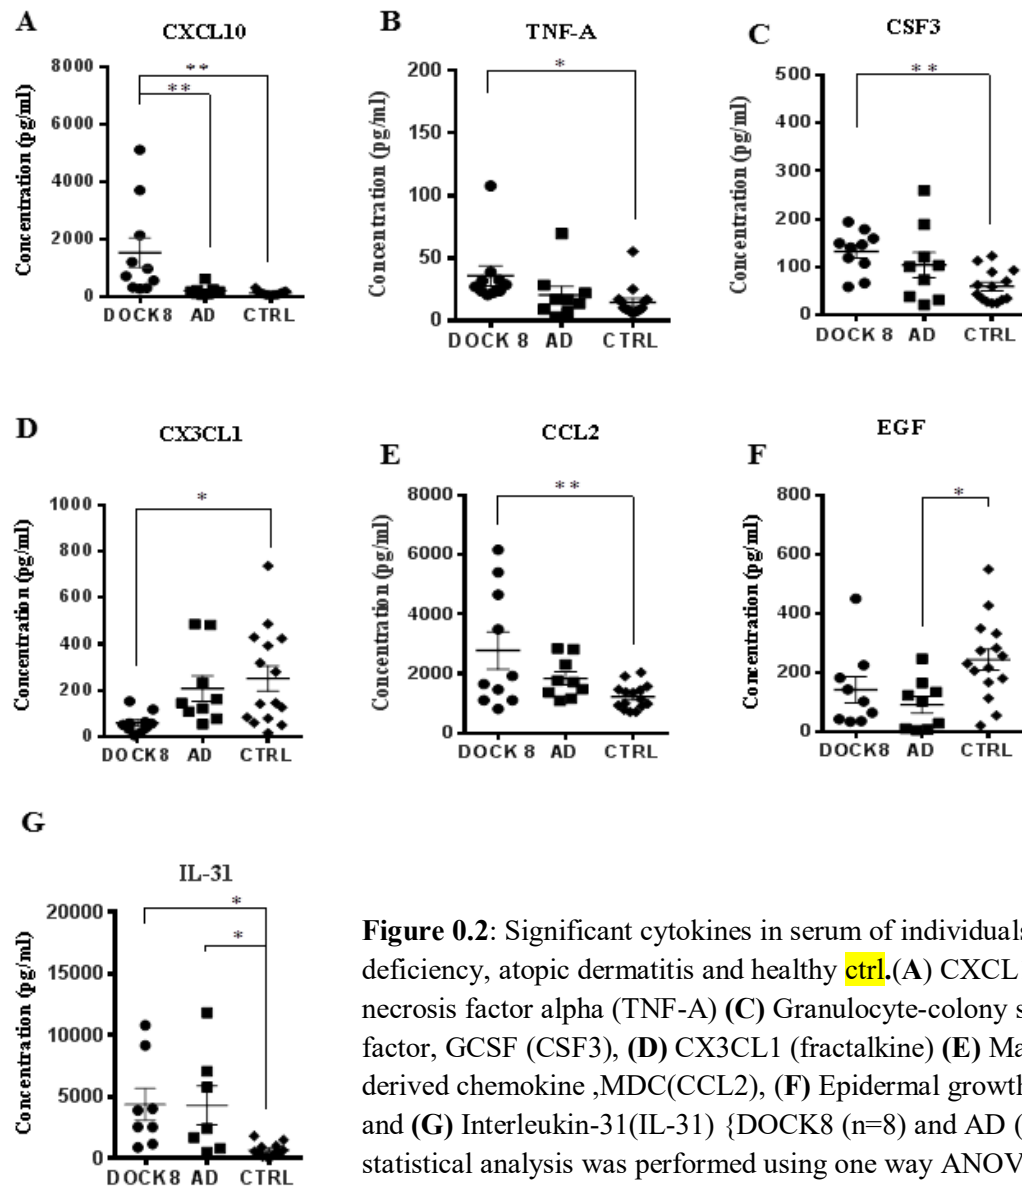 A
CXCL10
Concentration (pg/ml)
8000
6000
4000
2000
0
**
**
DOCK8 AD CTRL
B
TNF-A
Concentration (pg/ml)
200
150
100
50
0
*
DOCK 8 AD CTRL
C
CSF3
Concentration (pg/ml)
500
400
300
200
100
0
**
DOCK 8 AD CTRL
D
CX3CL1
Concentration (pg/ml)
1000
800
600
400
200
0
*
DOCK8 AD CTRL
E
CCL2
Concentration (pg/ml)
8000
6000
4000
2000
0
**
DOCK 8 AD CTRL
F
EGF
Concentration (pg/ml)
800
600
400
200
0
*
DOCK8 AD CTRL
G
IL-31
Concentration (pg/ml)
20000
15000
10000
5000
0
*
*
DOCK8 AD CTRL
Figure 0.2: Significant cytokines in serum of individuals
deficiency, atopic dermatitis and healthy ctrl.(A) CXCL
necrosis factor alpha (TNF-A) (C) Granulocyte-colony s
factor, GCSF (CSF3), (D) CX3CL1 (fractalkine) (E) Ma
derived chemokine ,MDC(CCL2), (F) Epidermal growth
and (G) Interleukin-31(IL-31) {DOCK8 (n=8) and AD (
statistical analysis was performed using one way ANOV